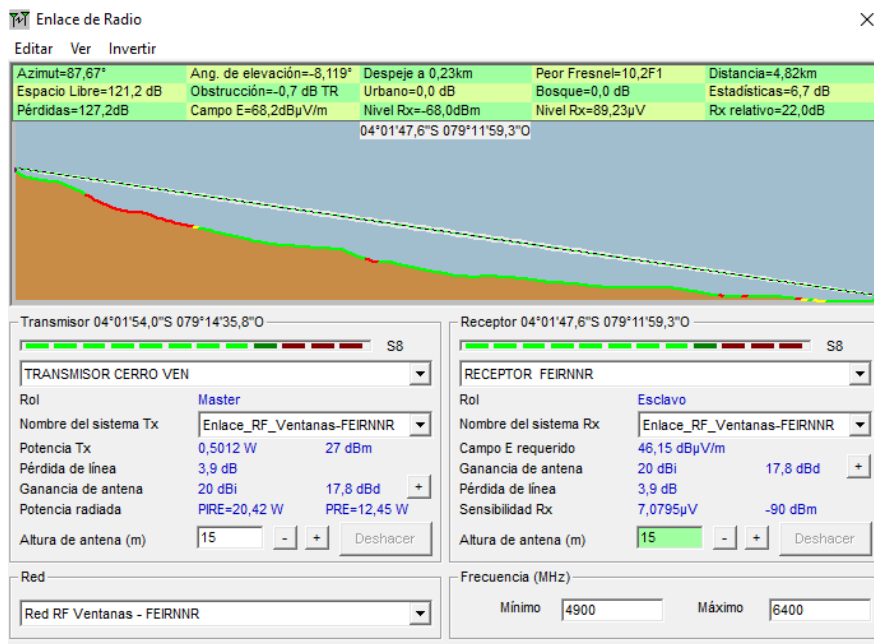 Enlace de Radio
Editar Ver Invertir
Azimut=87,67° Ang. de elevación=-8,119° Despeje a 0,23km Peor Fresnel=10,2F1 Distancia=4,82km
Espacio Libre=121,2 dB Obstrucción=-0,7 dB TR Urbano=0,0 dB Bosque=0,0 dB Estadísticas=6,7 dB
Pérdidas=127,2dB Campo E=68,2dBµV/m Nivel Rx=-68,0dBm Nivel Rx=89,23µV Rx relativo=22,0dB
04°01'47,6"S 079°11'59,3"O
Transmisor 04°01'54,0"S 079°14'35,8"O
S8
TRANSMISOR CERRO VEN
Rol Master
Nombre del sistema Tx Enlace_RF_Ventanas-FEIRNNR
Potencia Tx 0,5012 W 27 dBm
Pérdida de línea 3,9 dB
Ganancia de antena 20 dBi 17,8 dBd +
Potencia radiada PIRE=20,42 W PRE=12,45 W
Altura de antena (m) 15 - + Deshacer
Red
Red RF Ventanas - FEIRNNR
Receptor 04°01'47,6"S 079°11'59,3"O
S8
RECEPTOR FEIRNNR
Rol Esclavo
Nombre del sistema Rx Enlace_RF_Ventanas-FEIRNNR
Campo E requerido 46,15 dBµV/m
Ganancia de antena 20 dBi 17,8 dBd +
Pérdida de línea 3,9 dB
Sensibilidad Rx 7,0795µV -90 dBm
Altura de antena (m) 15 - + Deshacer
Frecuencia (MHz)
Mínimo 4900 Máximo 6400